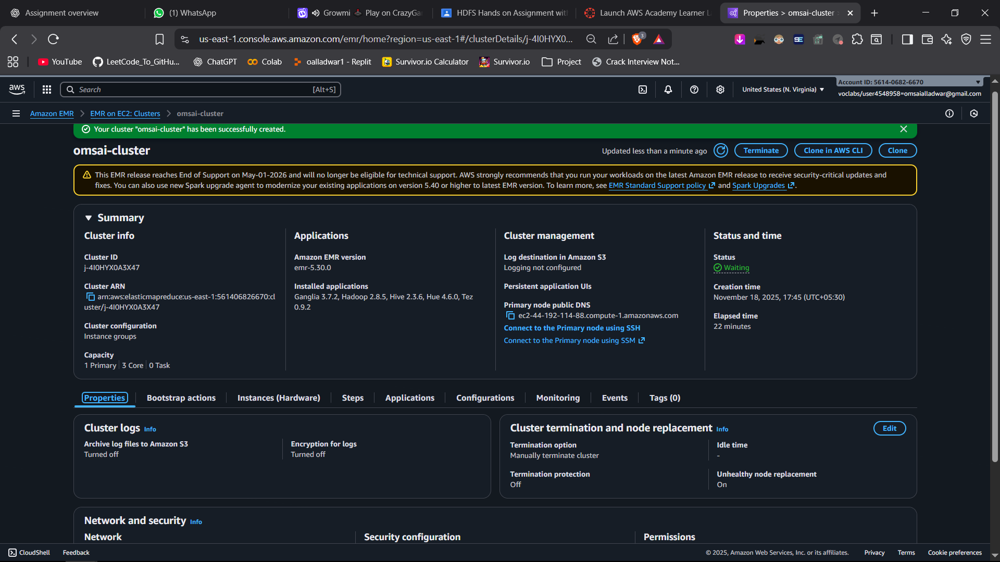 Assignment overview
(1) WhatsApp
Growmi
Play on CrazyGa
HDFS Hands on Assignment with
Launch AWS Academy Learner L
Properties > omsai-cluster
us-east-1.console.aws.amazon.com/emr/home?region=us-east-1#/clusterDetails/j-4I0HYX0...
3
SE
YouTube
LeetCode_To_GitHu...
ChatGPT
Colab
oalladwar1 - Replit
Survivor.io Calculator
Survivor.io
Project
Crack Interview Not...
aws
Search
[Alt+S]
United States (N. Virginia)
Account ID: 5614-0682-6670
voclabs/user4548958=omsaialladwar@gmail.com
Amazon EMR
EMR on EC2: Clusters
omsai-cluster
Your cluster "omsai-cluster" has been successfully created.
omsai-cluster
Updated less than a minute ago
Terminate
Clone in AWS CLI
Clone
This EMR release reaches End of Support on May-01-2026 and will no longer be eligible for technical support. AWS strongly recommends that you run your workloads on the latest Amazon EMR release to receive security-critical updates and
fixes. You can also use new Spark upgrade agent to modernize your existing applications on version 5.40 or higher to latest EMR version. To learn more, see EMR Standard Support policy and Spark Upgrades .
Summary
Cluster info
Cluster ID
j-4I0HYX0A3X47
Cluster ARN
arn:aws:elasticmapreduce:us-east-1:561406826670:cl
uster/j-4I0HYX0A3X47
Cluster configuration
Instance groups
Capacity
1 Primary
3 Core
0 Task
Applications
Amazon EMR version
emr-5.30.0
Installed applications
Ganglia 3.7.2, Hadoop 2.8.5, Hive 2.3.6, Hue 4.6.0, Tez
0.9.2
Cluster management
Log destination in Amazon S3
Logging not configured
Persistent application UIs
Primary node public DNS
ec2-44-192-114-88.compute-1.amazonaws.com
Connect to the Primary node using SSH
Connect to the Primary node using SSM
Status and time
Status
Waiting
Creation time
November 18, 2025, 17:45 (UTC+05:30)
Elapsed time
22 minutes
Properties
Bootstrap actions
Instances (Hardware)
Steps
Applications
Configurations
Monitoring
Events
Tags (0)
Cluster logs Info
Archive log files to Amazon S3
Turned off
Encryption for logs
Turned off
Cluster termination and node replacement Info
Edit
Termination option
Manually terminate cluster
Idle time
-
Termination protection
Off
Unhealthy node replacement
On
Network and security Info
Network
Security configuration
Permissions
CloudShell
Feedback
© 2025, Amazon Web Services, Inc. or its affiliates.
Privacy
Terms
Cookie preferences